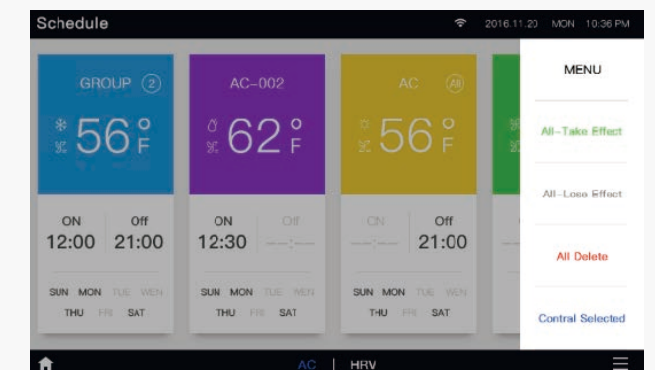 Schedule 2016.11.20 MON 10:36 PM
MENU
GROUP 2
56°F
ON Off
12:00 21:00
SUN MON TUE WEN
THU FRI SAT
AC-002
62°F
ON Off
12:30 --:--
SUN MON TUE WEN
THU FRI SAT
AC All
56°F
ON Off
--:-- 21:00
SUN MON TUE WEN
THU FRI SAT
All-Take Effect
All-Lose Effect
All Delete
Contral Selected
AC | HRV